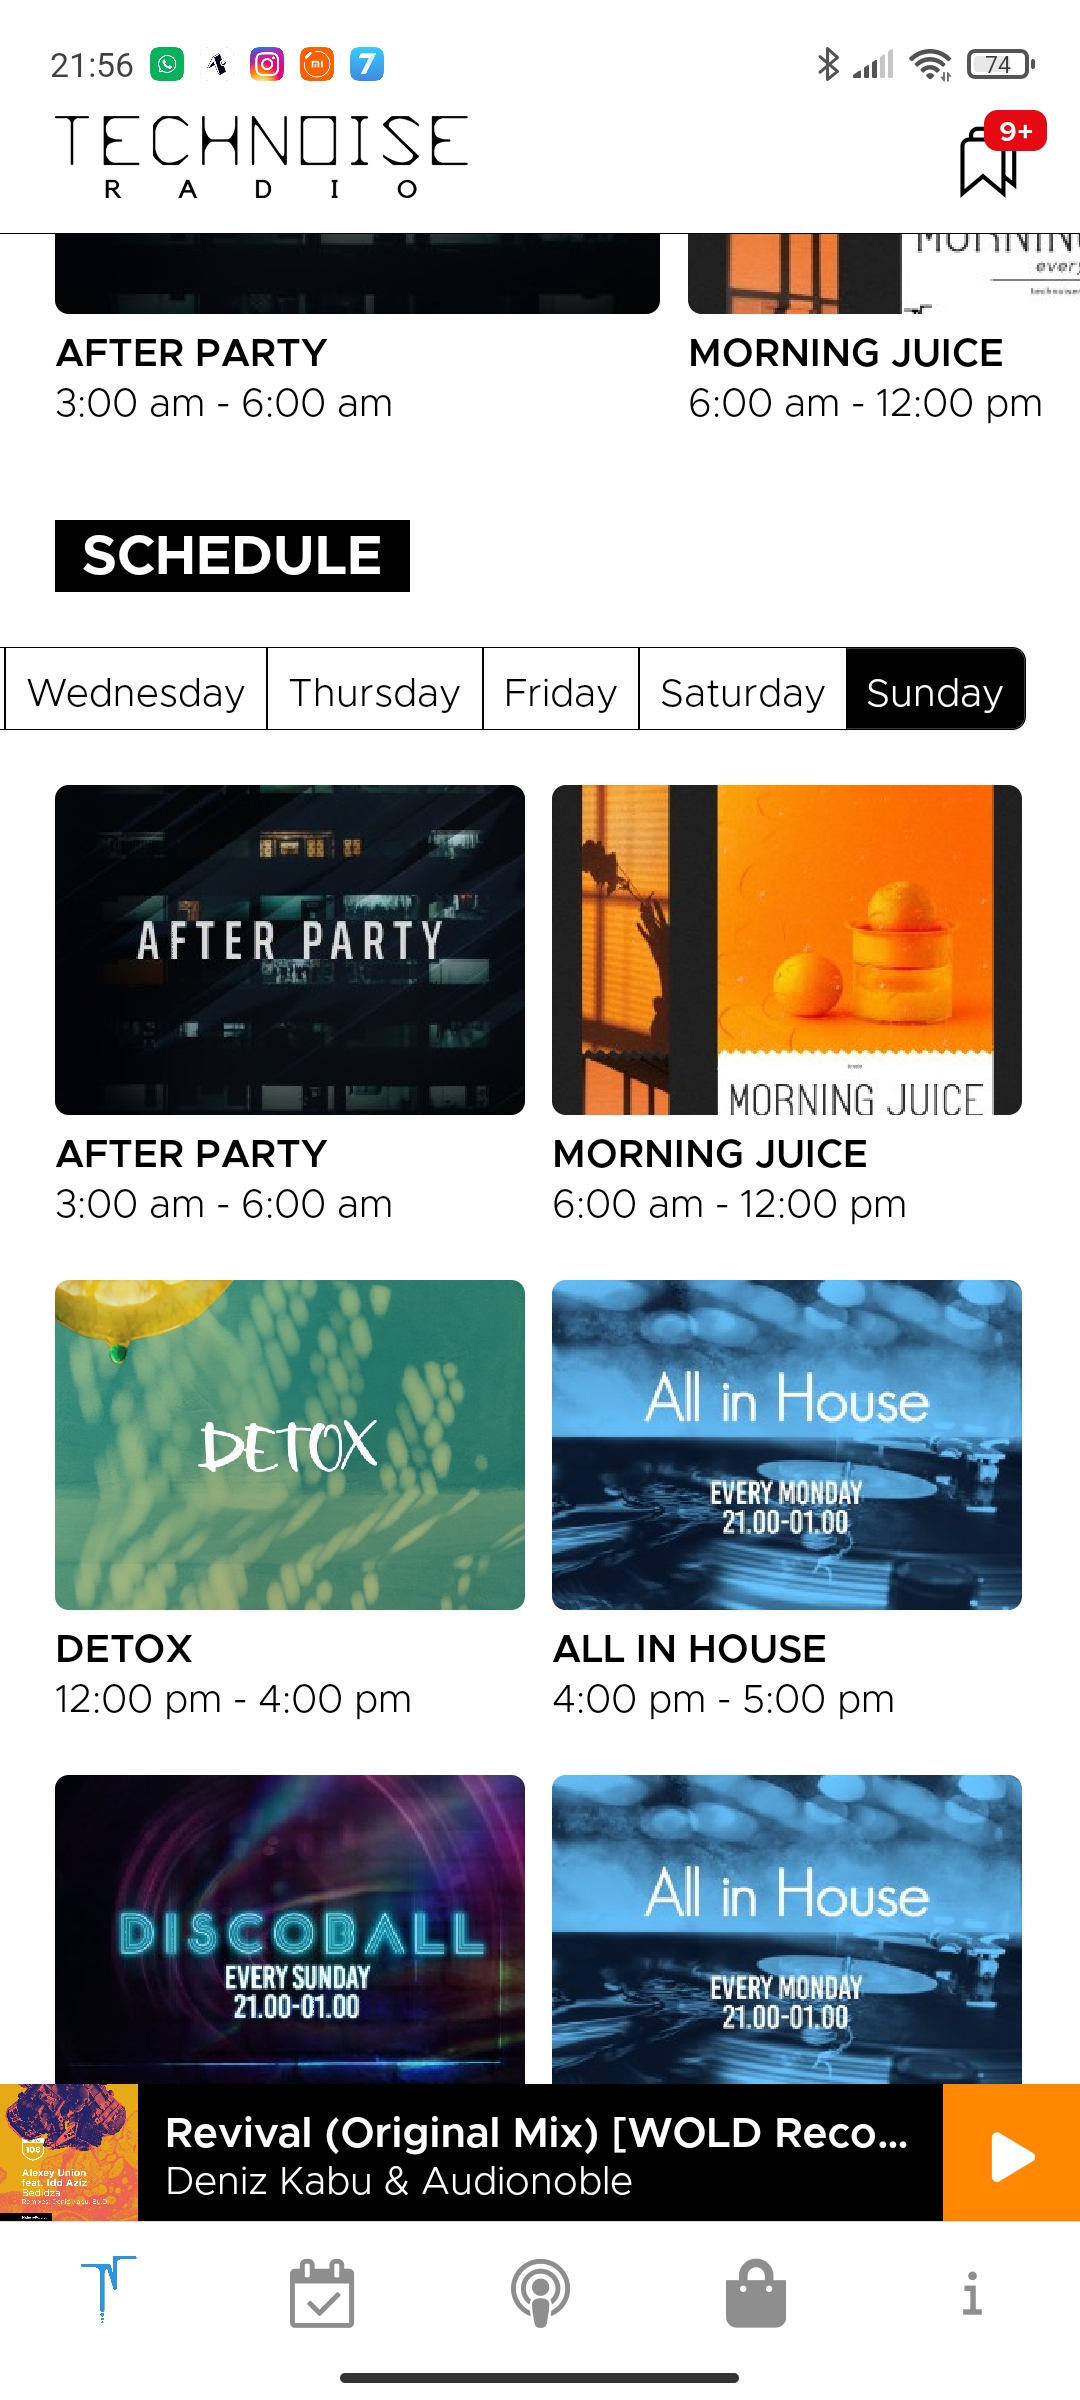 21:56
74
TECHNOISE
RADIO
9+
MORNING
every
AFTER PARTY
3:00 am - 6:00 am
MORNING JUICE
6:00 am - 12:00 pm
SCHEDULE
Wednesday
Thursday
Friday
Saturday
Sunday
AFTER PARTY
MORNING JUICE
AFTER PARTY
3:00 am - 6:00 am
MORNING JUICE
6:00 am - 12:00 pm
DETOX
All in House
EVERY MONDAY
21.00-01.00
DETOX
12:00 pm - 4:00 pm
ALL IN HOUSE
4:00 pm - 5:00 pm
DISCOBALL
EVERY SUNDAY
21.00-01.00
All in House
EVERY MONDAY
21.00-01.00
106
Alexey Union
feat. Idd Aziz
Bedidza
Revival (Original Mix) [WOLD Reco...
Deniz Kabu & Audionoble